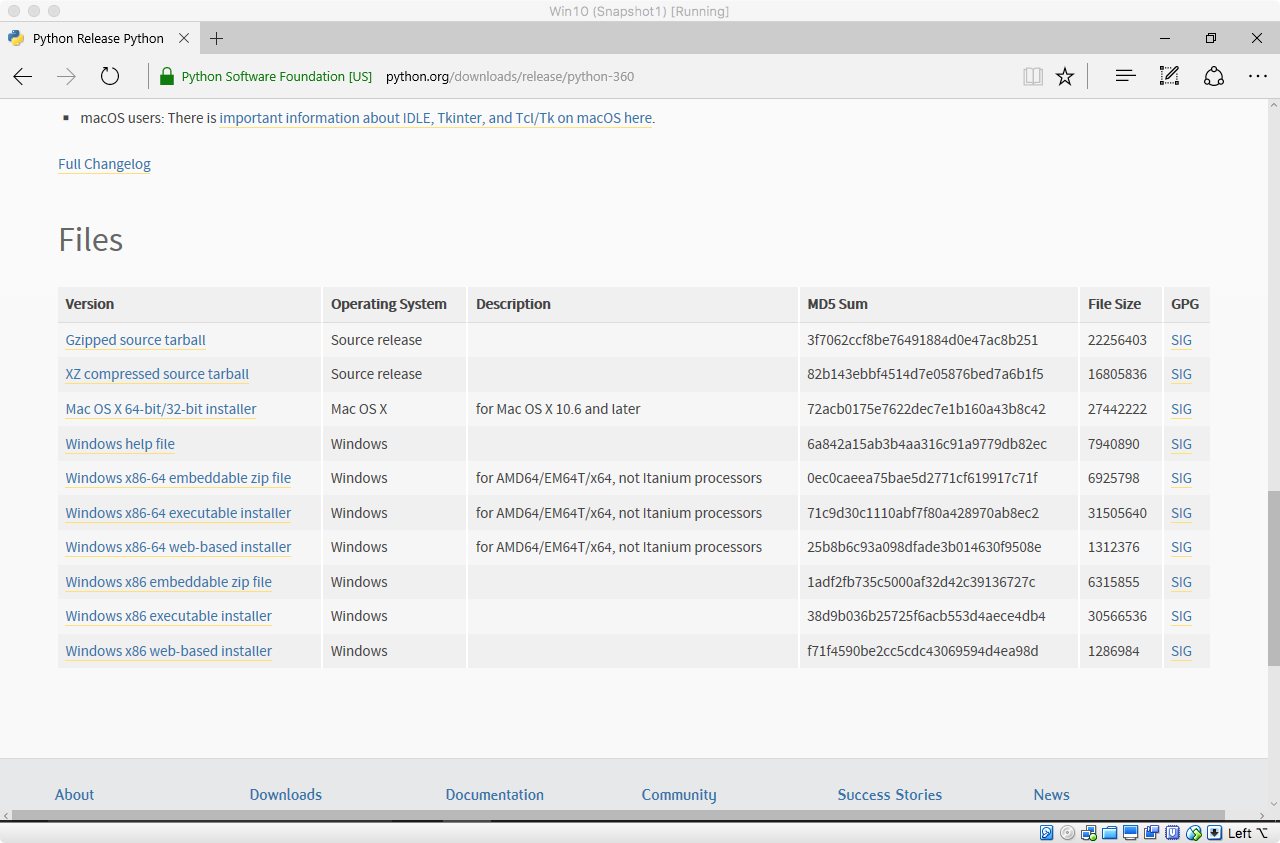 Win10 (Snapshot1) [Running]
Python Release Python
Python Software Foundation [US] python.org/downloads/release/python-360
macOS users: There is important information about IDLE, Tkinter, and Tcl/Tk on macOS here.
Full Changelog
Files
Version Operating System Description MD5 Sum File Size GPG
Gzipped source tarball Source release 3f7062ccf8be76491884d0e47ac8b251 22256403 SIG
XZ compressed source tarball Source release 82b143ebbf4514d7e05876bed7a6b1f5 16805836 SIG
Mac OS X 64-bit/32-bit installer Mac OS X for Mac OS X 10.6 and later 72acb0175e7622dec7e1b160a43b8c42 27442222 SIG
Windows help file Windows 6a842a15ab3b4aa316c91a9779db82ec 7940890 SIG
Windows x86-64 embeddable zip file Windows for AMD64/EM64T/x64, not Itanium processors 0ec0caeea75bae5d2771cf619917c71f 6925798 SIG
Windows x86-64 executable installer Windows for AMD64/EM64T/x64, not Itanium processors 71c9d30c1110abf7f80a428970ab8ec2 31505640 SIG
Windows x86-64 web-based installer Windows for AMD64/EM64T/x64, not Itanium processors 25b8b6c93a098dfade3b014630f9508e 1312376 SIG
Windows x86 embeddable zip file Windows 1adf2fb735c5000af32d42c39136727c 6315855 SIG
Windows x86 executable installer Windows 38d9b036b25725f6acb553d4aece4db4 30566536 SIG
Windows x86 web-based installer Windows f71f4590be2cc5cdc43069594d4ea98d 1286984 SIG
About Downloads Documentation Community Success Stories News
Left ⌥